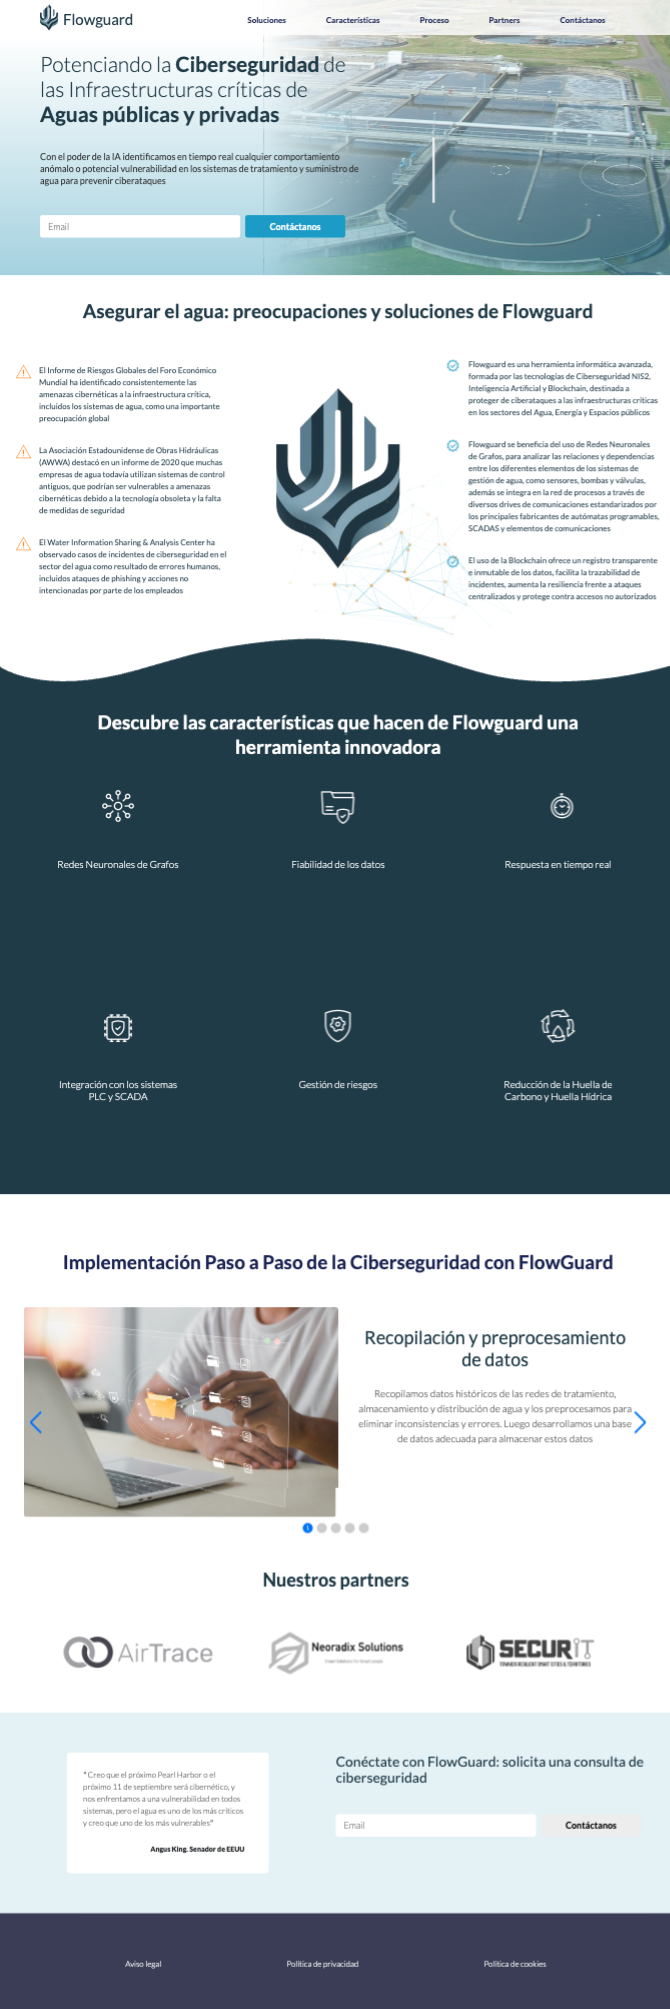 Flowguard
Soluciones
Características
Proceso
Partners
Contáctanos
Potenciando la Ciberseguridad de
las Infraestructuras críticas de
Aguas públicas y privadas
Con el poder de la IA identificamos en tiempo real cualquier comportamiento
anómalo o potencial vulnerabilidad en los sistemas de tratamiento y suministro de
agua para prevenir ciberataques
Email
Contáctanos
Asegurar el agua: preocupaciones y soluciones de Flowguard
El Informe de Riesgos Globales del Foro Económico
Mundial ha identificado consistentemente las
amenazas cibernéticas a la infraestructura crítica,
incluidos los sistemas de agua, como una importante
preocupación global
La Asociación Estadounidense de Obras Hidráulicas
(AWWA) destacó en un informe de 2020 que muchas
empresas de agua todavía utilizan sistemas de control
antiguos, que podrían ser vulnerables a amenazas
cibernéticas debido a la tecnología obsoleta y la falta
de medidas de seguridad
El Water Information Sharing & Analysis Center ha
observado casos de incidentes de ciberseguridad en el
sector del agua como resultado de errores humanos,
incluidos ataques de phishing y acciones no
intencionadas por parte de los empleados
Flowguard es una herramienta informática avanzada,
formada por las tecnologías de Ciberseguridad NIS2,
Inteligencia Artificial y Blockchain, destinada a
proteger de ciberataques a las infraestructuras críticas
en los sectores del Agua, Energía y Espacios públicos
Flowguard se beneficia del uso de Redes Neuronales
de Grafos, para analizar las relaciones y dependencias
entre los diferentes elementos de los sistemas de
gestión de agua, como sensores, bombas y válvulas,
además se integra en la red de procesos a través de
diversos drives de comunicaciones estandarizados por
los principales fabricantes de autómatas programables,
SCADAS y elementos de comunicaciones
El uso de la Blockchain ofrece un registro transparente
e inmutable de los datos, facilita la trazabilidad de
incidentes, aumenta la resiliencia frente a ataques
centralizados y protege contra accesos no autorizados
Descubre las características que hacen de Flowguard una
herramienta innovadora
Redes Neuronales de Grafos
Fiabilidad de los datos
Respuesta en tiempo real
Integración con los sistemas
PLC y SCADA
Gestión de riesgos
Reducción de la Huella de
Carbono y Huella Hídrica
Implementación Paso a Paso de la Ciberseguridad con FlowGuard
Recopilación y preprocesamiento
de datos
Recopilamos datos históricos de las redes de tratamiento,
almacenamiento y distribución de agua y los preprocesamos para
eliminar inconsistencias y errores. Luego desarrollamos una base
de datos adecuada para almacenar estos datos
Nuestros partners
AirTrace
Neoradix Solutions
SECURIT
"Creo que el próximo Pearl Harbor o el
próximo 11 de septiembre será cibernético, y
nos enfrentamos a una vulnerabilidad en todos
sistemas, pero el agua es uno de los más críticos
y creo que uno de los más vulnerables"
Angus King, Senador de EEUU
Conéctate con FlowGuard: solicita una consulta de
ciberseguridad
Email
Contáctanos
Aviso legal
Política de privacidad
Política de cookies